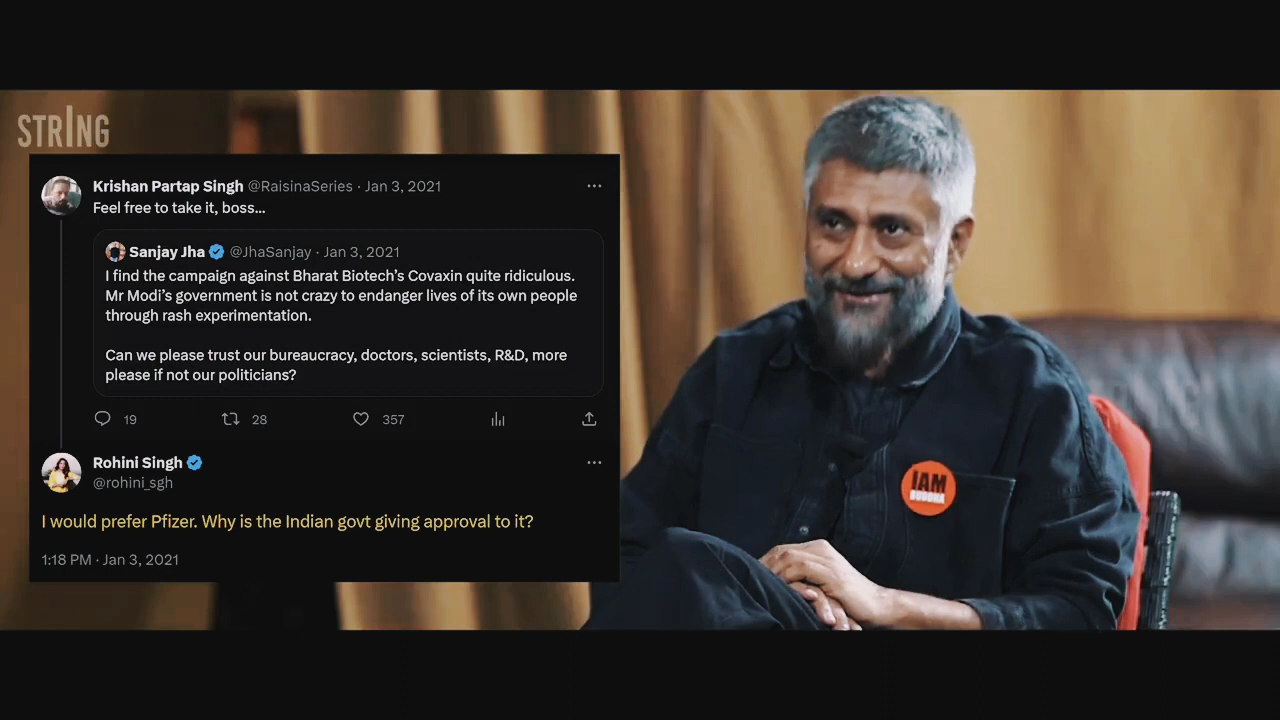 STRING
Krishan Partap Singh @RaisinaSeries · Jan 3, 2021
Feel free to take it, boss...
Sanjay Jha @JhaSanjay · Jan 3, 2021
I find the campaign against Bharat Biotech's Covaxin quite ridiculous.
Mr Modi's government is not crazy to endanger lives of its own people
through rash experimentation.
Can we please trust our bureaucracy, doctors, scientists, R&D, more
please if not our politicians?
19 28 357
Rohini Singh
@rohini_sgh
I would prefer Pfizer. Why is the Indian govt giving approval to it?
1:18 PM · Jan 3, 2021
IAM
BUDDHA